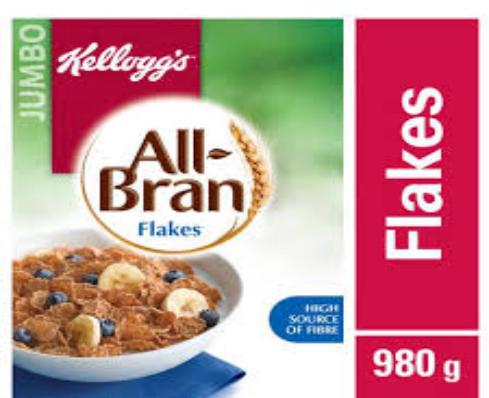 JUMBO
Kellogg's
All-
Bran
Flakes
HIGH
SOURCE
OF FIBRE
Flakes
980 g